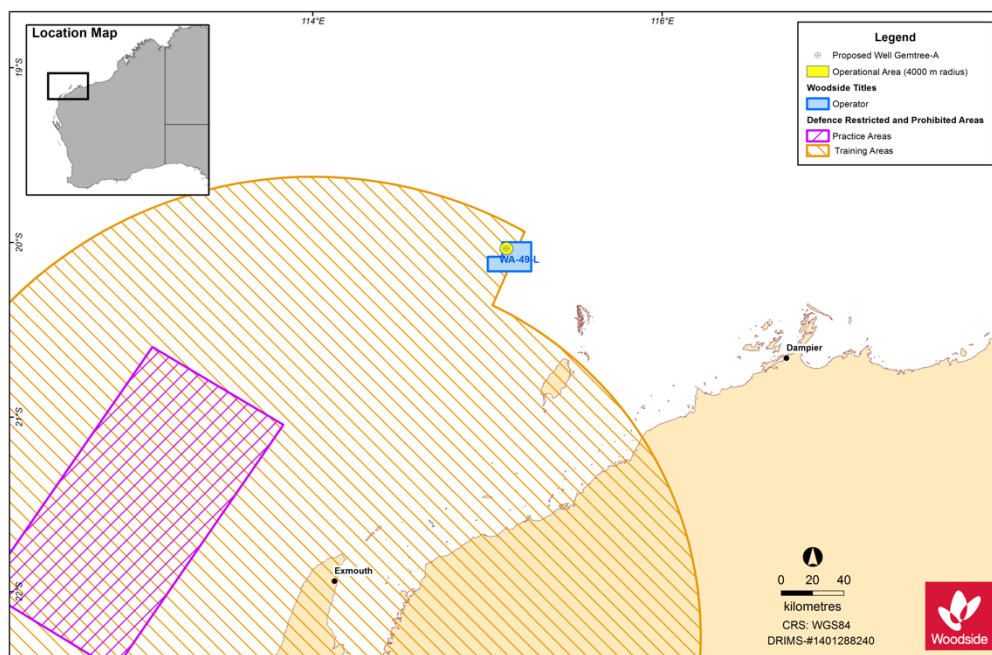 114°E
116°E
Location Map
19°S
20°S
21°S
22°S
Legend
Proposed Well Gemtree-A
Operational Area (4000 m radius)
Woodside Titles
Operator
Defence Restricted and Prohibited Areas
Practice Areas
Training Areas
WA-49-L
Dampier
Exmouth
0 20 40
kilometres
CRS: WGS84
DRIMS-#1401288240
Woodside